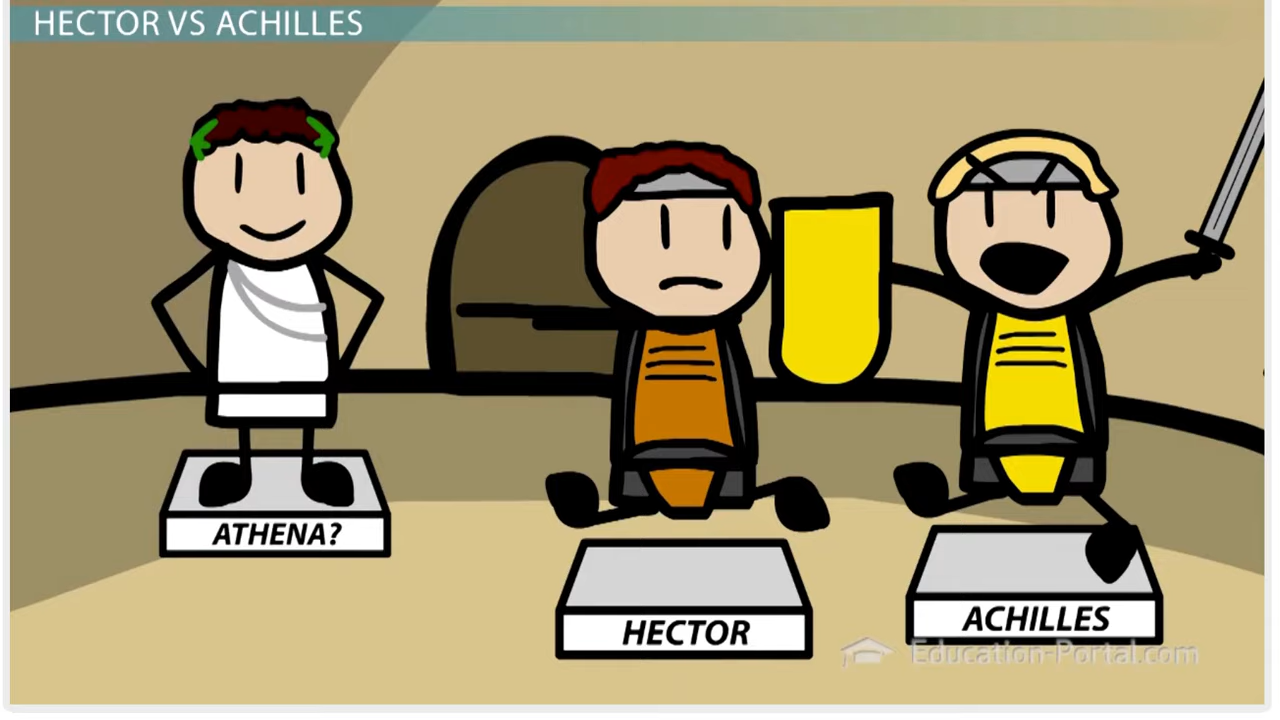 HECTOR VS ACHILLES
ATHENA?
HECTOR
ACHILLES
Education-Portal.com